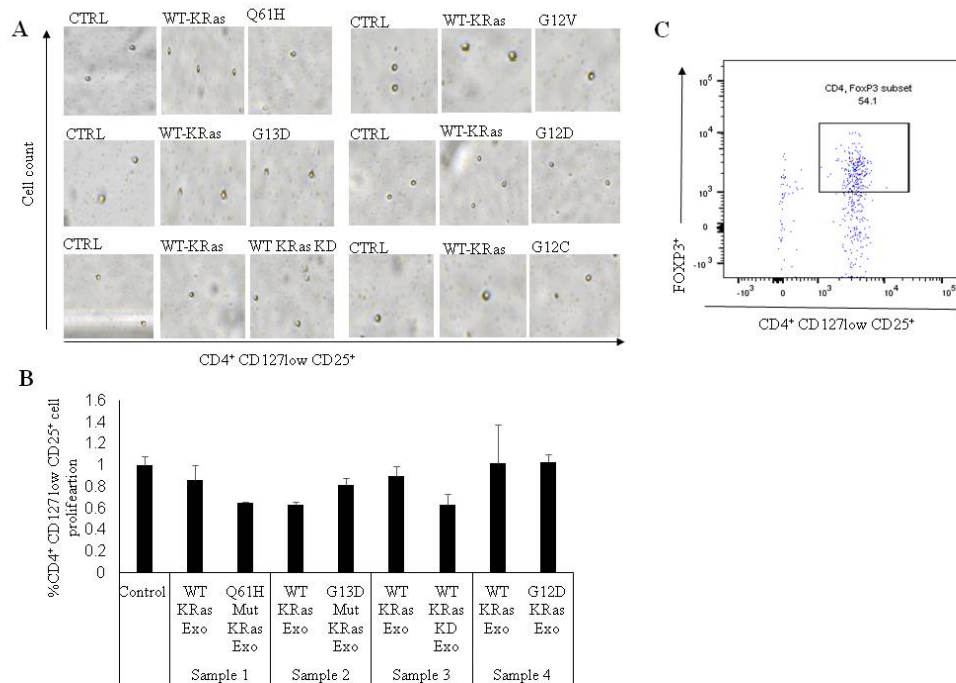 A
CTRL WT-KRas Q61H CTRL WT-KRas G12V
CTRL WT-KRas G13D CTRL WT-KRas G12D
CTRL WT-KRas WT KRas KD CTRL WT-KRas G12C
Cell count
CD4⁺ CD127low CD25⁺
C
CD4, FoxP3 subset
54.1
10⁵
10⁴
10³
0
-10³
-10³ 0 10³ 10⁴ 10⁵
FOXP3⁺
CD4⁺ CD127low CD25⁺
B
%CD4⁺ CD127low CD25⁺ cell
profifeartion
1.6
1.4
1.2
1
0.8
0.6
0.4
0.2
0
Control
WT KRas Exo
Q61H Mut KRas Exo
WT KRas Exo
G13D Mut KRas Exo
WT KRas Exo
WT KRas KD Exo
WT KRas Exo
G12D KRas Exo
Sample 1 Sample 2 Sample 3 Sample 4